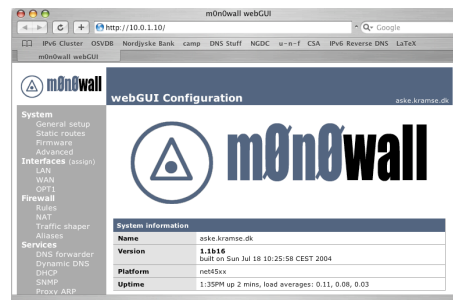 m0n0wall webGUI
http://10.0.1.10/
Google
IPv6 Cluster OSVDB Nordjyske Bank camp DNS Stuff NGDC u-n-f CSA IPv6 Reverse DNS LaTeX
m0n0wall webGUI
m0n0wall
webGUI Configuration
aske.kramse.dk
System
General setup
Static routes
Firmware
Advanced
Interfaces (assign)
LAN
WAN
OPT1
Firewall
Rules
NAT
Traffic shaper
Aliases
Services
DNS forwarder
Dynamic DNS
DHCP
SNMP
Proxy ARP
m0n0wall
System information
Name aske.kramse.dk
Version 1.1b16
built on Sun Jul 18 10:25:58 CEST 2004
Platform net45xx
Uptime 1:35PM up 2 mins, load averages: 0.11, 0.08, 0.03